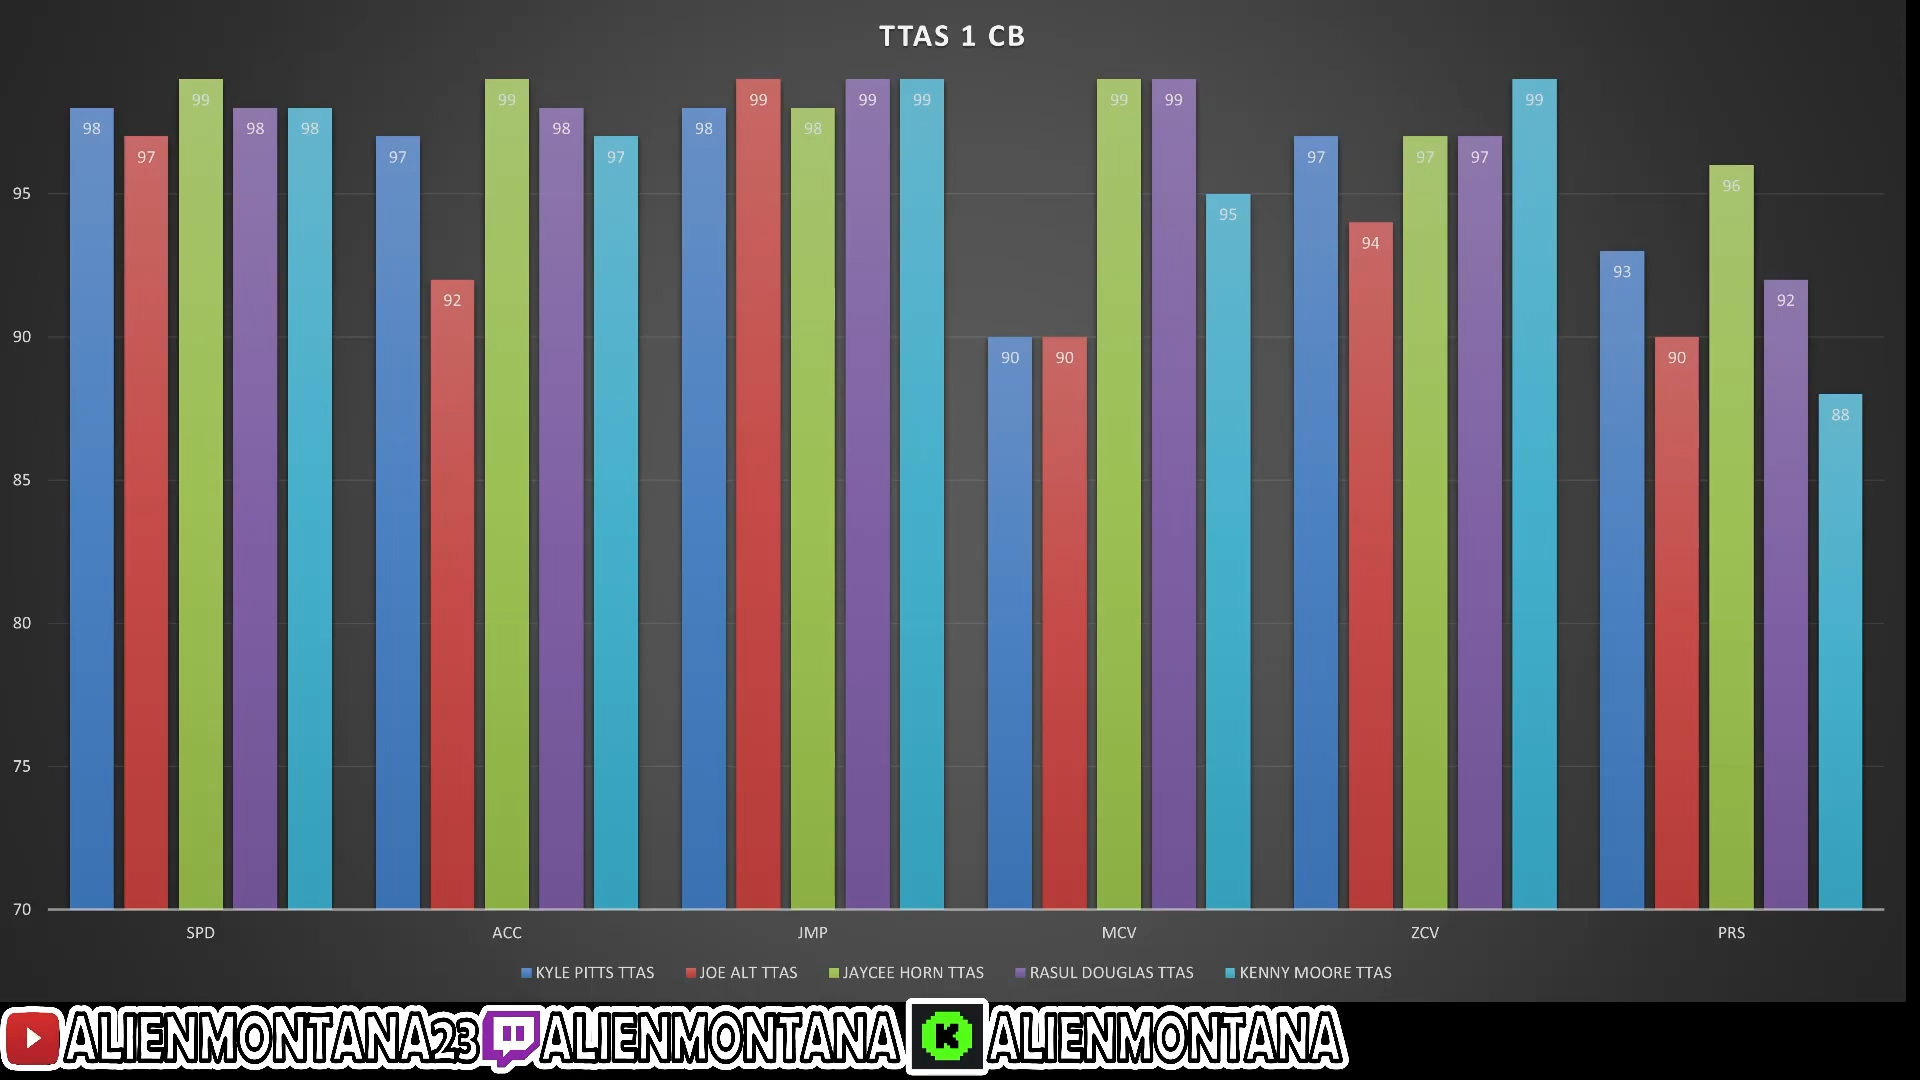 TTAS 1 CB
98 97 99 98 98 97 92 99 98 97 98 99 98 99 99 90 90 99 99 95 97 94 97 97 99 93 90 96 92 88
95
90
85
80
75
70
SPD ACC JMP MCV ZCV PRS
KYLE PITTS TTAS JOE ALT TTAS JAYCEE HORN TTAS RASUL DOUGLAS TTAS KENNY MOORE TTAS
ALIENMONTANA23 ALIENMONTANA K ALIENMONTANA